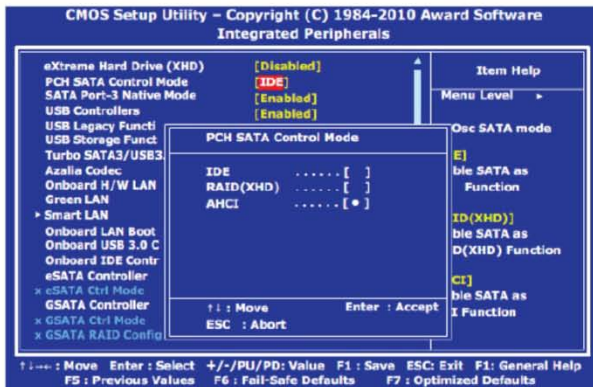 CMOS Setup Utility – Copyright (C) 1984-2010 Award Software
Integrated Peripherals
eXtreme Hard Drive (XHD) [Disabled]
PCH SATA Control Mode [IDE]
SATA Port-3 Native Mode [Enabled]
USB Controllers [Enabled]
USB Legacy Functi
USB Storage Funct
Turbo SATA3/USB3.
Azalia Codec
Onboard H/W LAN
Green LAN
▸ Smart LAN
Onboard LAN Boot
Onboard USB 3.0 C
Onboard IDE Contr
eSATA Controller
x eSATA Ctrl Mode
GSATA Controller
x GSATA Ctrl Mode
x GSATA RAID Config
PCH SATA Control Mode
IDE ......[ ]
RAID(XHD) ......[ ]
AHCI ......[•]
↑↓ : Move Enter : Accept
ESC : Abort
Item Help
Menu Level ▸
Osc SATA mode
E]
ble SATA as
Function
ID(XHD)]
ble SATA as
D(XHD) Function
CI]
ble SATA as
I Function
↑↓→← : Move Enter : Select +/-/PU/PD: Value F1 : Save ESC: Exit F1: General Help
F5 : Previous Values F6 : Fail-Safe Defaults F7 : Optimized Defaults